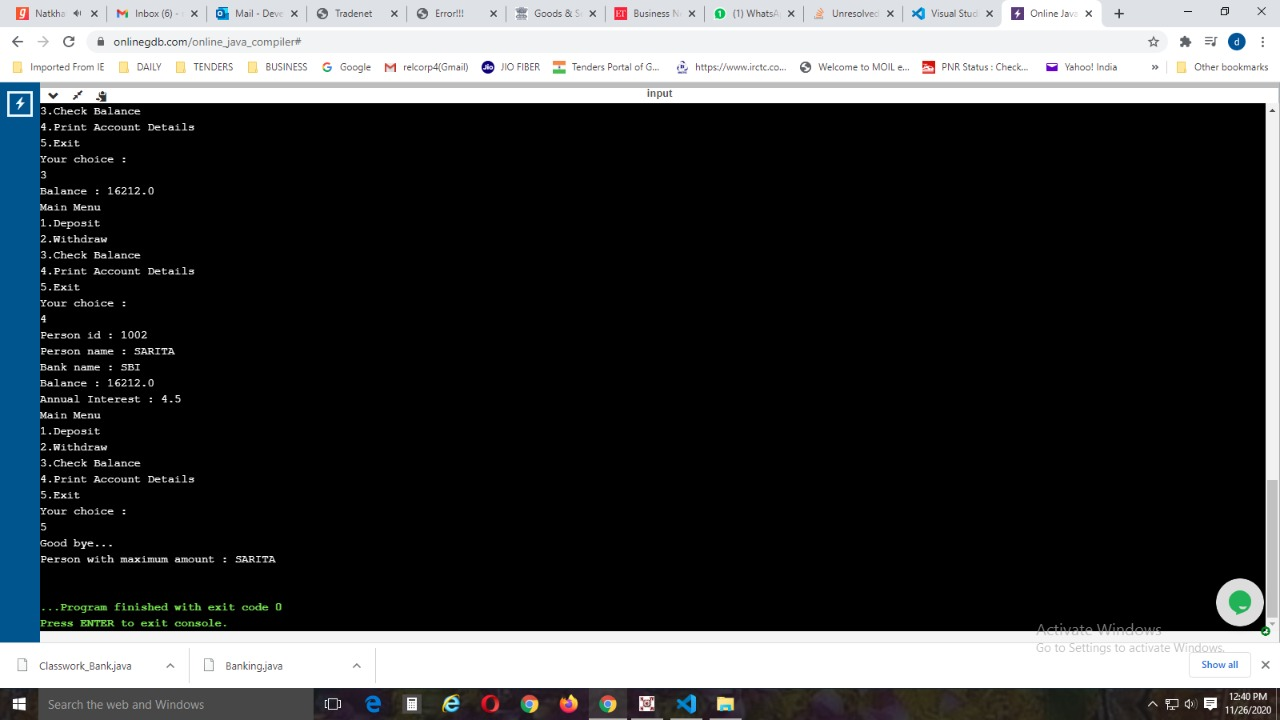 Natkha
Inbox (6) -
Mail - Deve
Tradenet
Error!!!
Goods & Se
Business N
(1) WhatsA
Unresolved
Visual Stud
Online Java
onlinegdb.com/online_java_compiler#
Imported From IE
DAILY
TENDERS
BUSINESS
Google
relcorp4(Gmail)
JIO FIBER
Tenders Portal of G...
https://www.irctc.co...
Welcome to MOIL e...
PNR Status : Check...
Yahoo! India
»
Other bookmarks
input
3.Check Balance
4.Print Account Details
5.Exit
Your choice :
3
Balance : 16212.0
Main Menu
1.Deposit
2.Withdraw
3.Check Balance
4.Print Account Details
5.Exit
Your choice :
4
Person id : 1002
Person name : SARITA
Bank name : SBI
Balance : 16212.0
Annual Interest : 4.5
Main Menu
1.Deposit
2.Withdraw
3.Check Balance
4.Print Account Details
5.Exit
Your choice :
5
Good bye...
Person with maximum amount : SARITA
...Program finished with exit code 0
Press ENTER to exit console.
Activate Windows
Go to Settings to activate Windows.
Classwork_Bank.java
Banking.java
Show all
Search the web and Windows
12:40 PM
11/26/2020